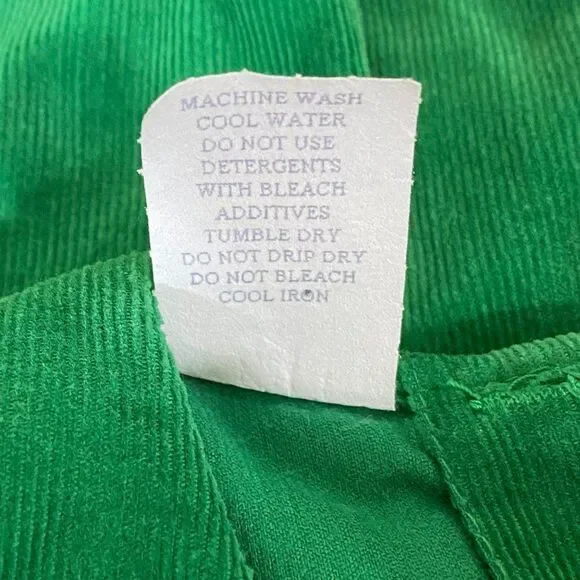 MACHINE WASH
COOL WATER
DO NOT USE
DETERGENTS
WITH BLEACH
ADDITIVES
TUMBLE DRY
DO NOT DRIP DRY
DO NOT BLEACH
COOL IRON